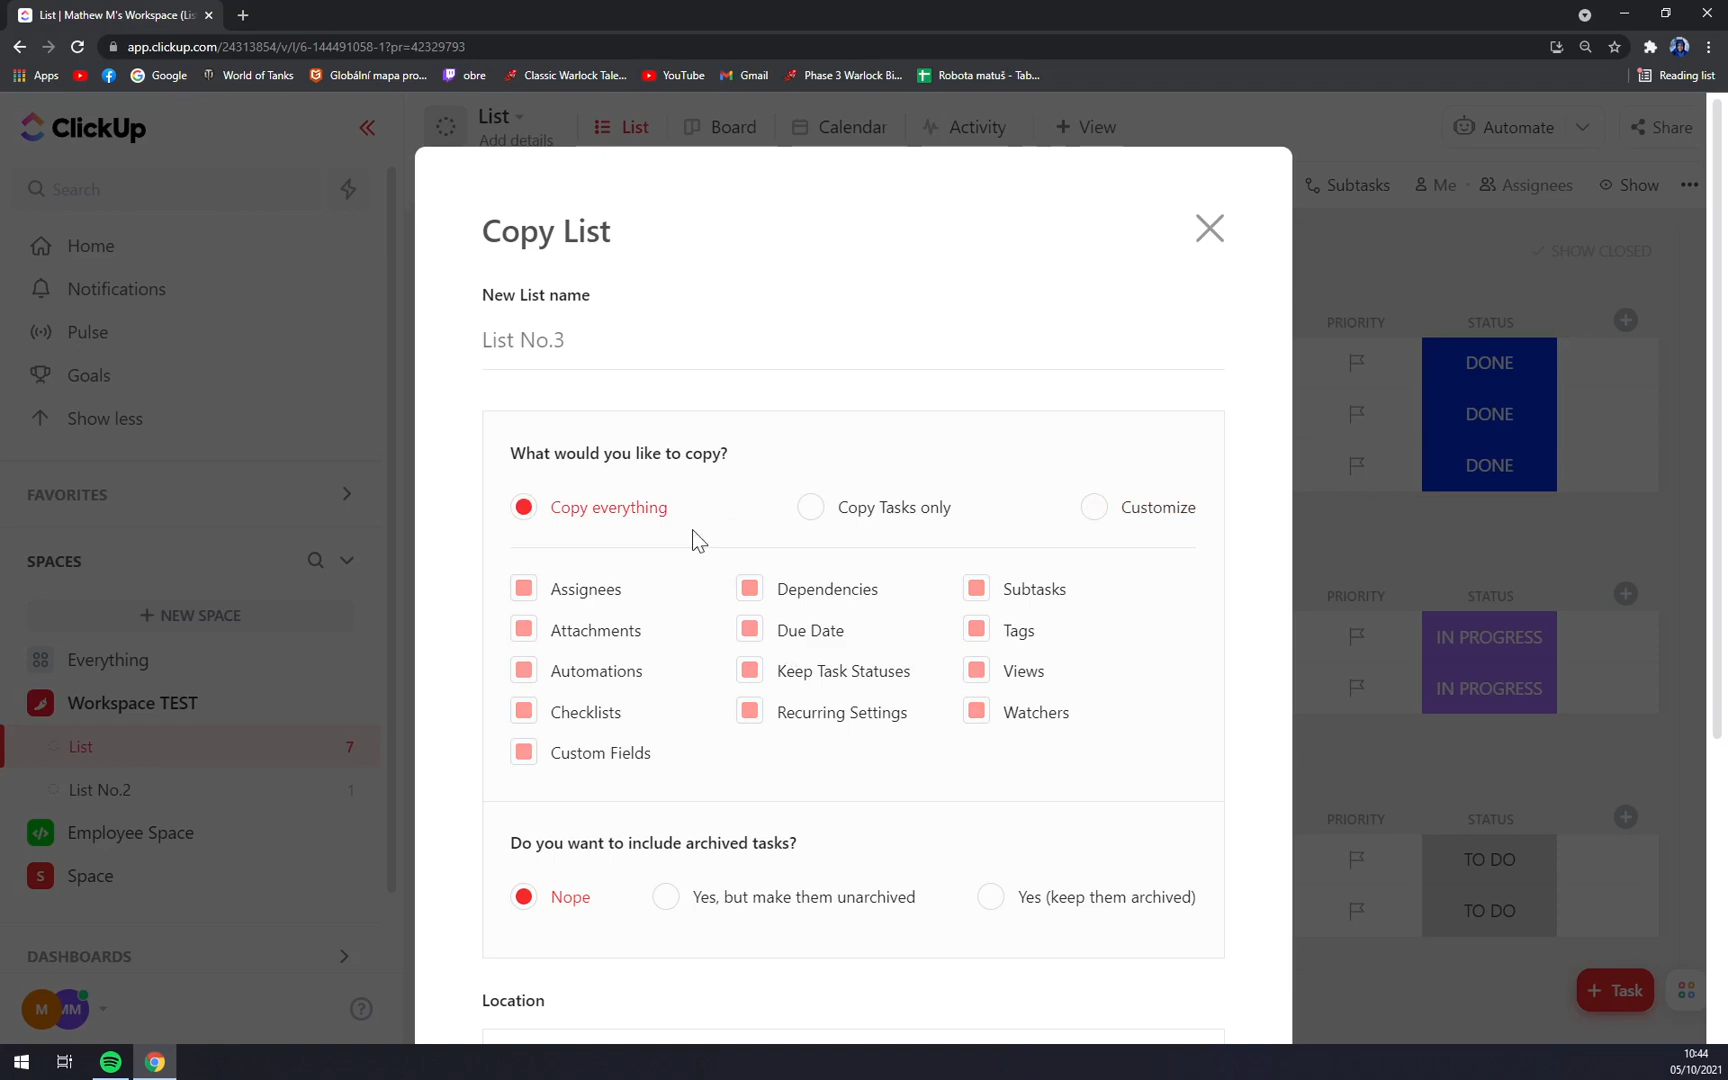 List | Mathew M's Workspace (Lis
app.clickup.com/24313854/v/l/6-144491058-1?pr=42329793
Apps
Google
World of Tanks
Globální mapa pro...
obre
Classic Warlock Tale...
YouTube
Gmail
Phase 3 Warlock Bi...
Robota matuš - Tab...
Reading list
ClickUp
List
Add details
List
Board
Calendar
Activity
+ View
Automate
Share
Search
Subtasks
Me
Assignees
Show
Home
Notifications
Pulse
Goals
Show less
FAVORITES
SPACES
+ NEW SPACE
Everything
Workspace TEST
List 7
List No.2 1
Employee Space
S Space
DASHBOARDS
M MM
Copy List
New List name
List No.3
What would you like to copy?
Copy everything
Copy Tasks only
Customize
Assignees
Dependencies
Subtasks
Attachments
Due Date
Tags
Automations
Keep Task Statuses
Views
Checklists
Recurring Settings
Watchers
Custom Fields
Do you want to include archived tasks?
Nope
Yes, but make them unarchived
Yes (keep them archived)
Location
SHOW CLOSED
PRIORITY STATUS
DONE
DONE
DONE
PRIORITY STATUS
IN PROGRESS
IN PROGRESS
PRIORITY STATUS
TO DO
TO DO
+ Task
10:44
05/10/2021